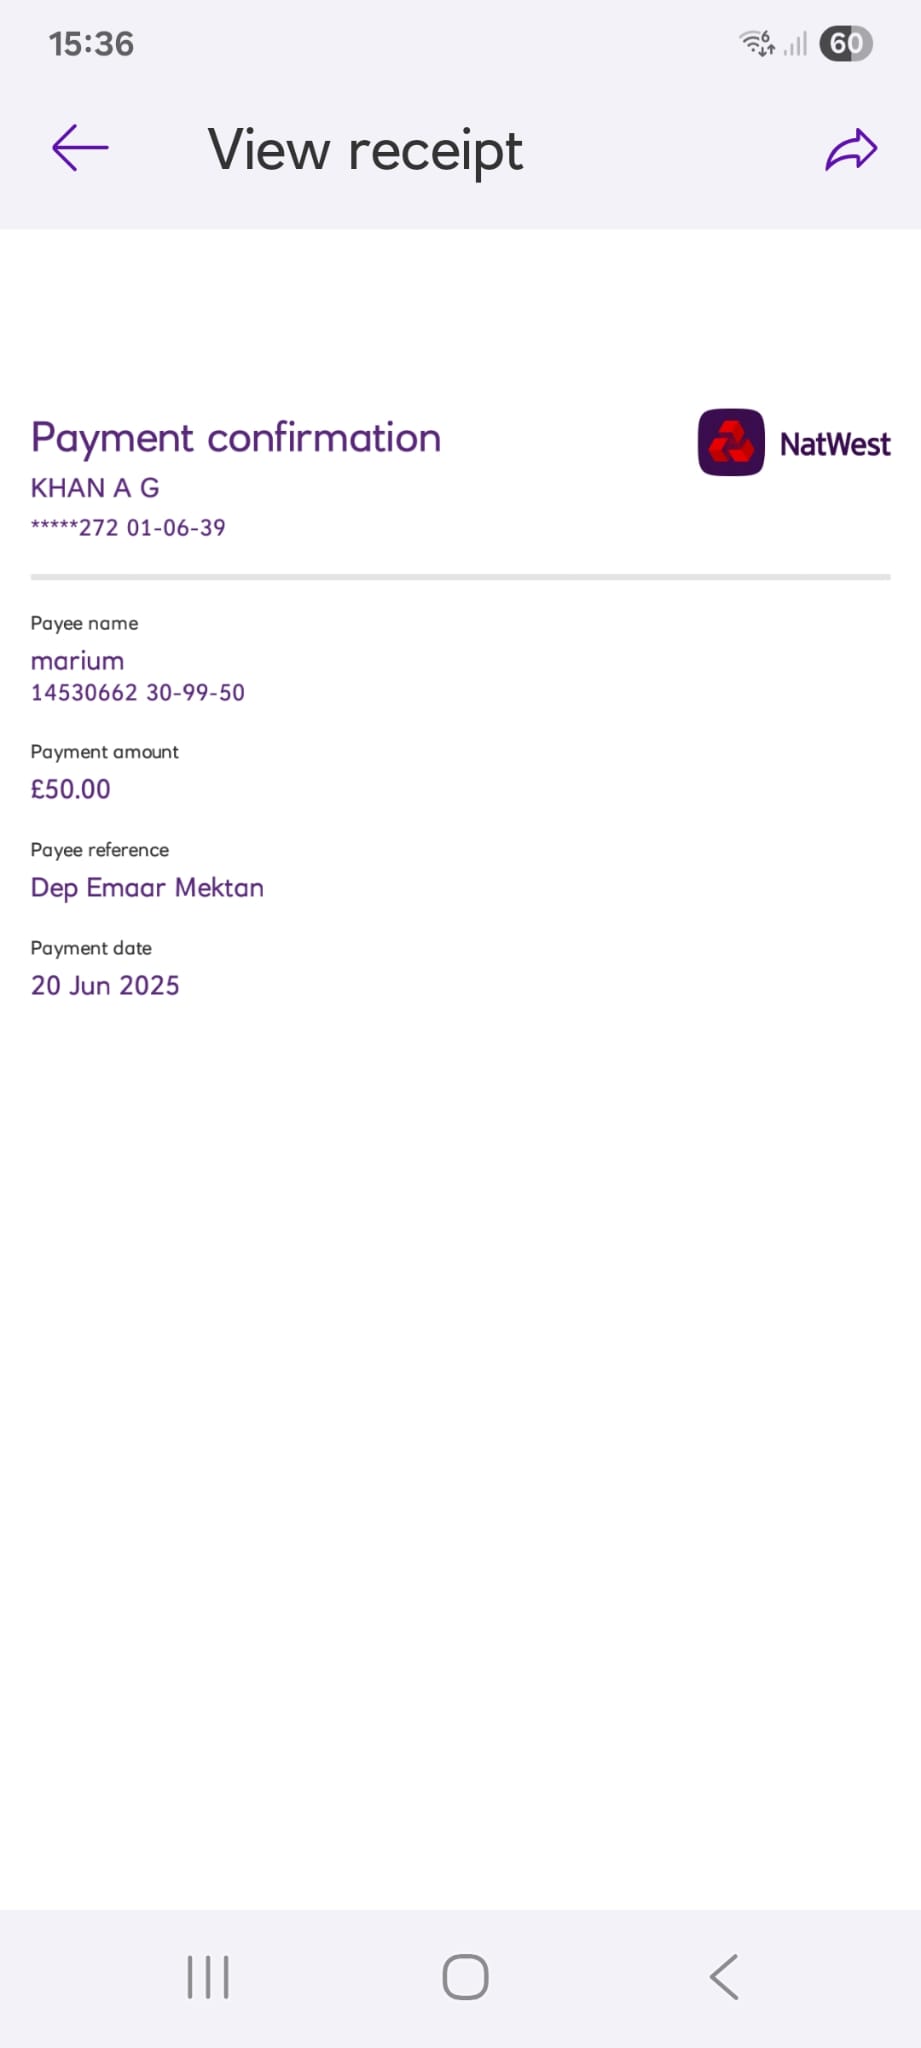 15:36
6
60
View receipt
Payment confirmation
NatWest
KHAN A G
*****272 01-06-39
Payee name
marium
14530662 30-99-50
Payment amount
£50.00
Payee reference
Dep Emaar Mektan
Payment date
20 Jun 2025